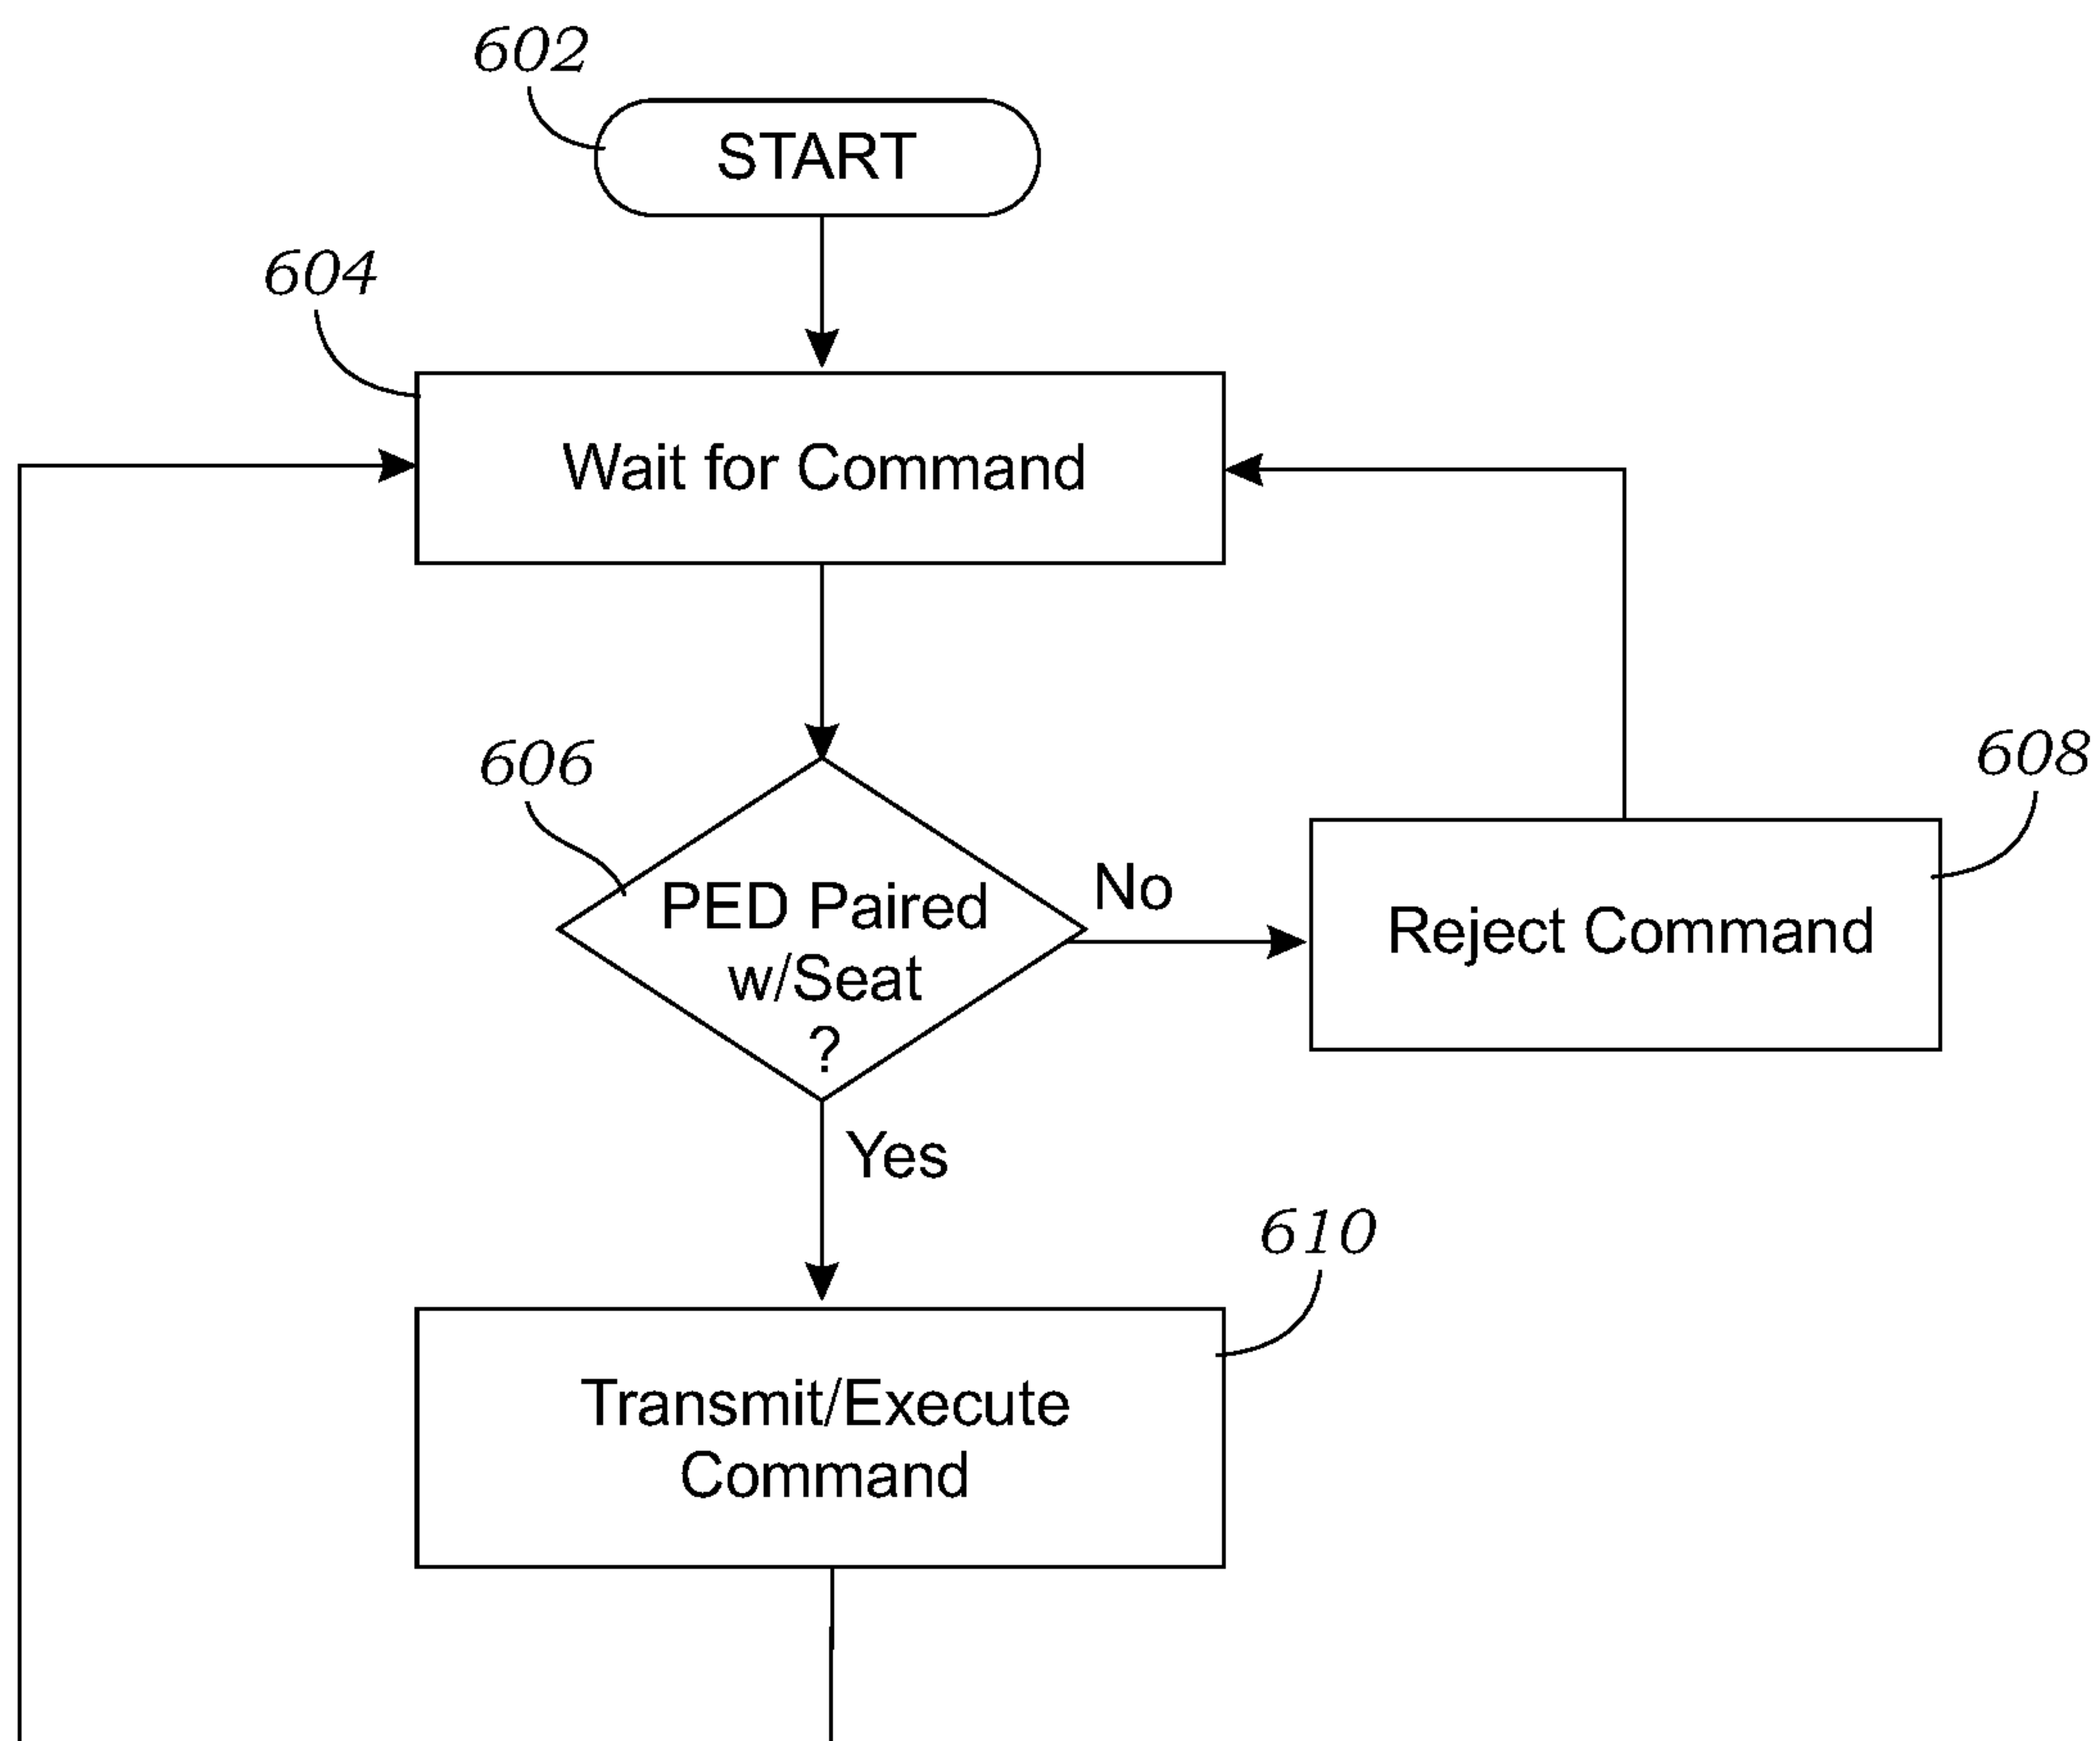 602
START
604
Wait for Command
606
608
PED Paired
w/Seat
?
No
Reject Command
Yes
610
Transmit/Execute
Command